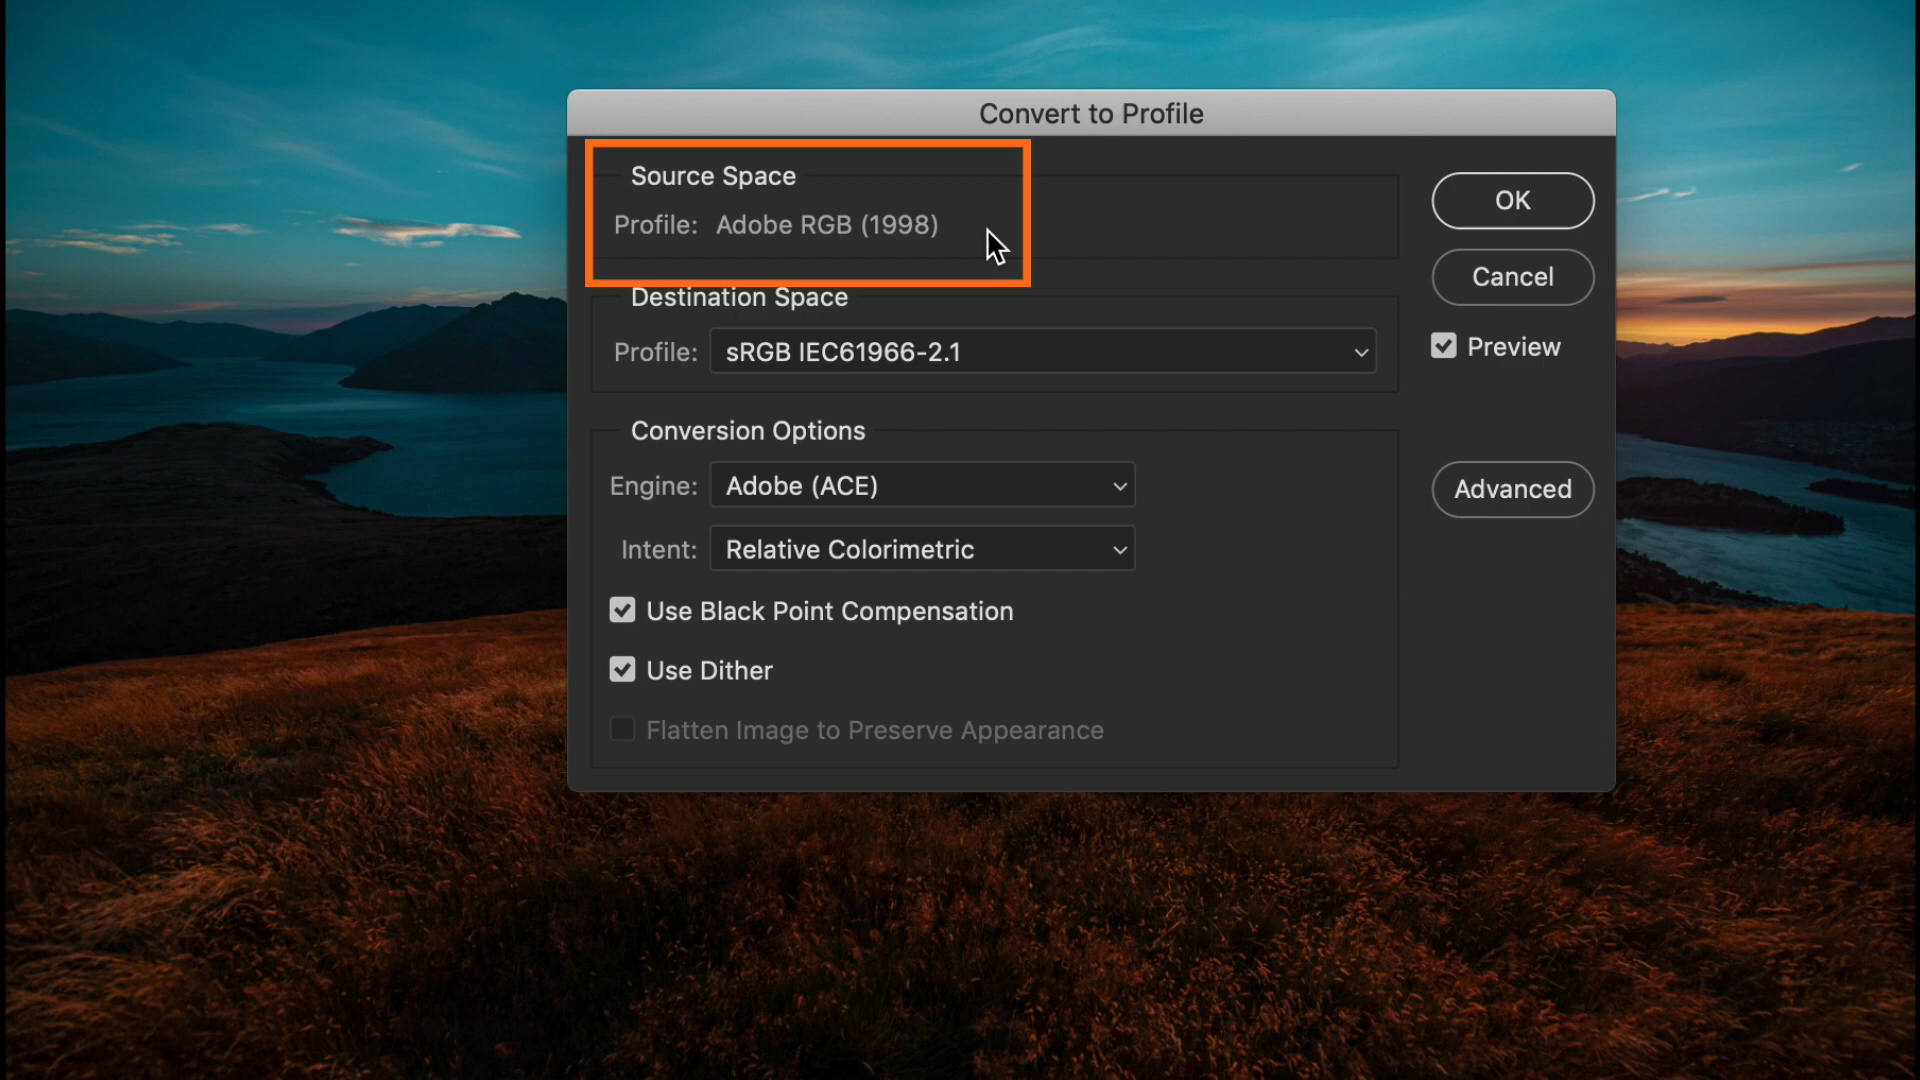 Convert to Profile
Source Space
Profile: Adobe RGB (1998)
OK
Cancel
Destination Space
Profile: sRGB IEC61966-2.1
Preview
Conversion Options
Engine: Adobe (ACE)
Advanced
Intent: Relative Colorimetric
Use Black Point Compensation
Use Dither
Flatten Image to Preserve Appearance